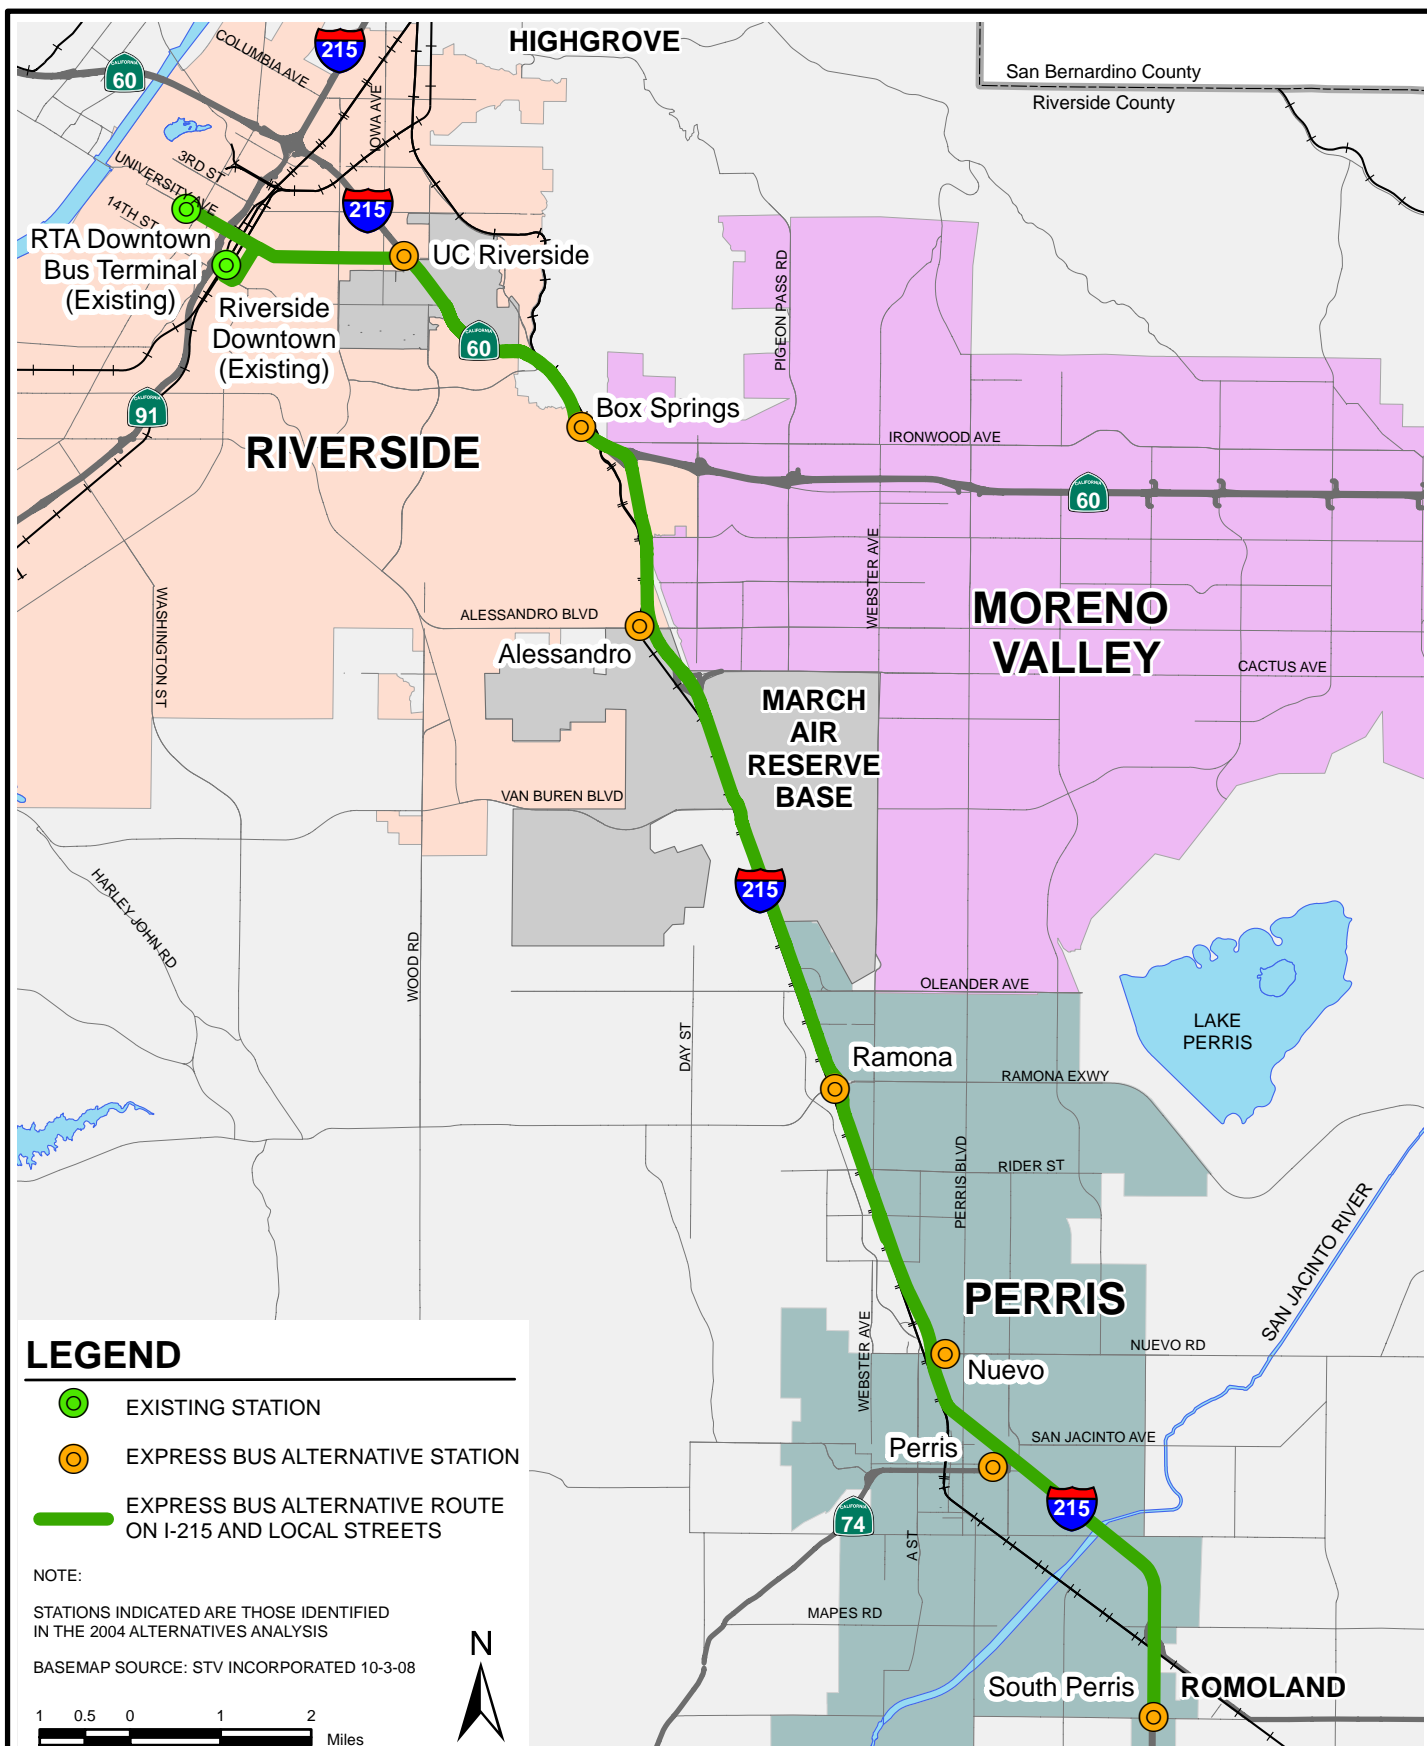 HIGHGROVE
San Bernardino County
Riverside County
COLUMBIA AVE
215
CALIFORNIA
60
IOWA AVE
3RD ST
UNIVERSITY AVE
14TH ST
215
RTA Downtown
Bus Terminal
(Existing)
UC Riverside
Riverside
Downtown
(Existing)
PIGEON PASS RD
CALIFORNIA
60
CALIFORNIA
91
Box Springs
RIVERSIDE
IRONWOOD AVE
CALIFORNIA
60
WEBSTER AVE
WASHINGTON ST
ALESSANDRO BLVD
Alessandro
MORENO
VALLEY
CACTUS AVE
MARCH
AIR
RESERVE
BASE
VAN BUREN BLVD
215
HARLEY JOHN RD
WOOD RD
OLEANDER AVE
LAKE
PERRIS
DAY ST
Ramona
RAMONA EXWY
PERRIS BLVD
RIDER ST
SAN JACINTO RIVER
PERRIS
WEBSTER AVE
NUEVO RD
Nuevo
SAN JACINTO AVE
Perris
215
CALIFORNIA
74
A ST
MAPES RD
South Perris
ROMOLAND
LEGEND
EXISTING STATION
EXPRESS BUS ALTERNATIVE STATION
EXPRESS BUS ALTERNATIVE ROUTE
ON I-215 AND LOCAL STREETS
NOTE:
STATIONS INDICATED ARE THOSE IDENTIFIED
IN THE 2004 ALTERNATIVES ANALYSIS
BASEMAP SOURCE: STV INCORPORATED 10-3-08
N
1 0.5 0 1 2
Miles